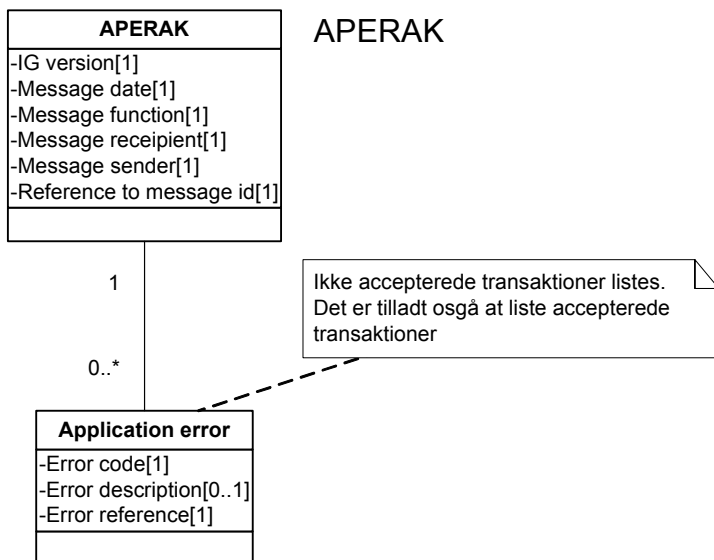 APERAK
APERAK
-IG version[1]
-Message date[1]
-Message function[1]
-Message receipient[1]
-Message sender[1]
-Reference to message id[1]
1
Ikke accepterede transaktioner listes.
Det er tilladt osgå at liste accepterede
transaktioner
0..*
Application error
-Error code[1]
-Error description[0..1]
-Error reference[1]